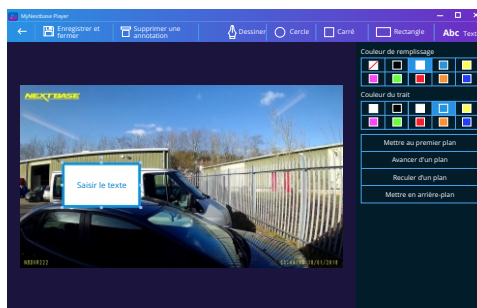 MyNextbase Player
Enregistrer et fermer
Supprimer une annotation
Dessiner
Cercle
Carré
Rectangle
Abc Text
Couleur de remplissage
Couleur du trait
Mettre au premier plan
Avancer d'un plan
Reculer d'un plan
Mettre en arrière-plan
NEXTBASE
Saisir le texte